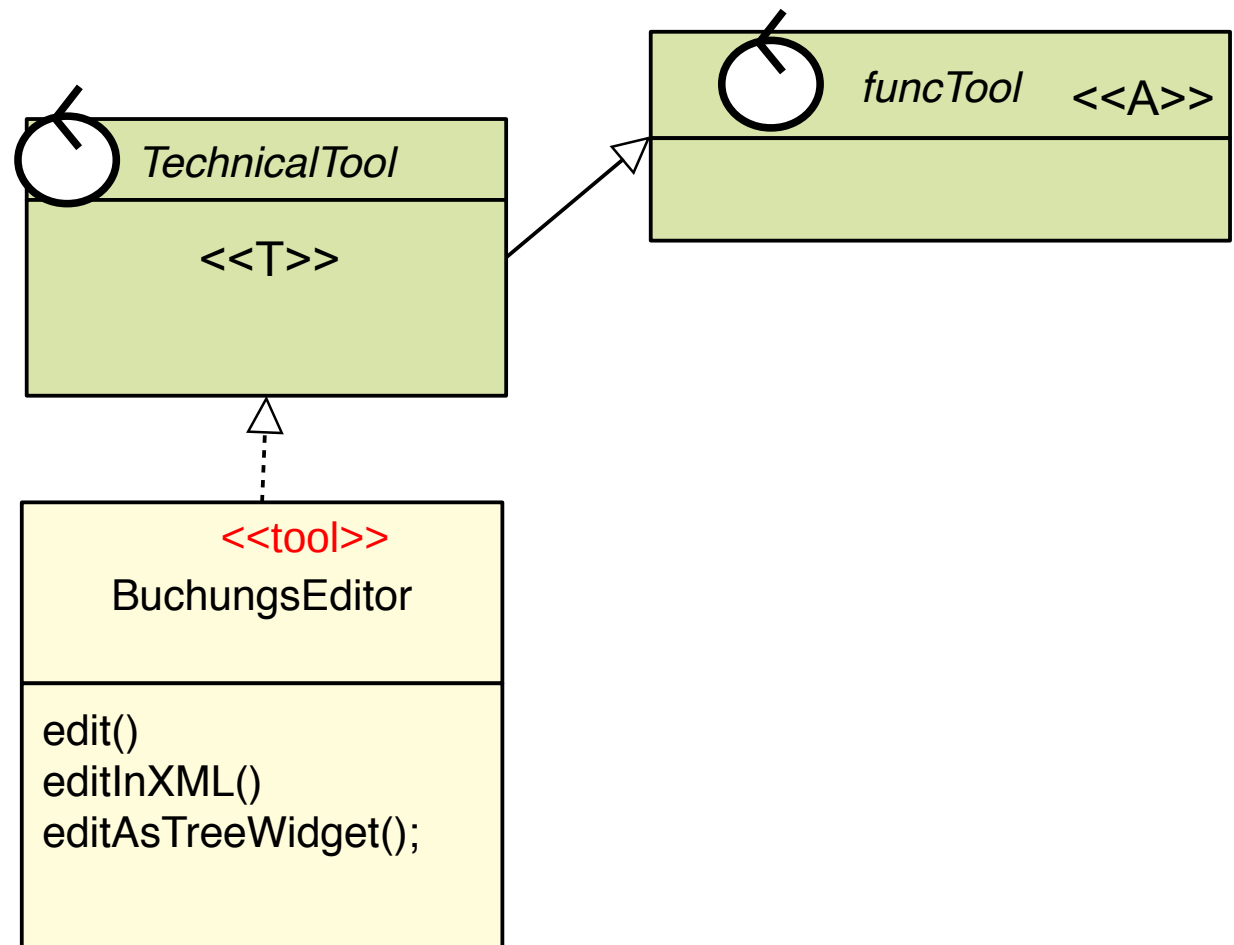 funcTool <<A>>
TechnicalTool
<<T>>
<<tool>>
BuchungsEditor
edit()
editInXML()
editAsTreeWidget();